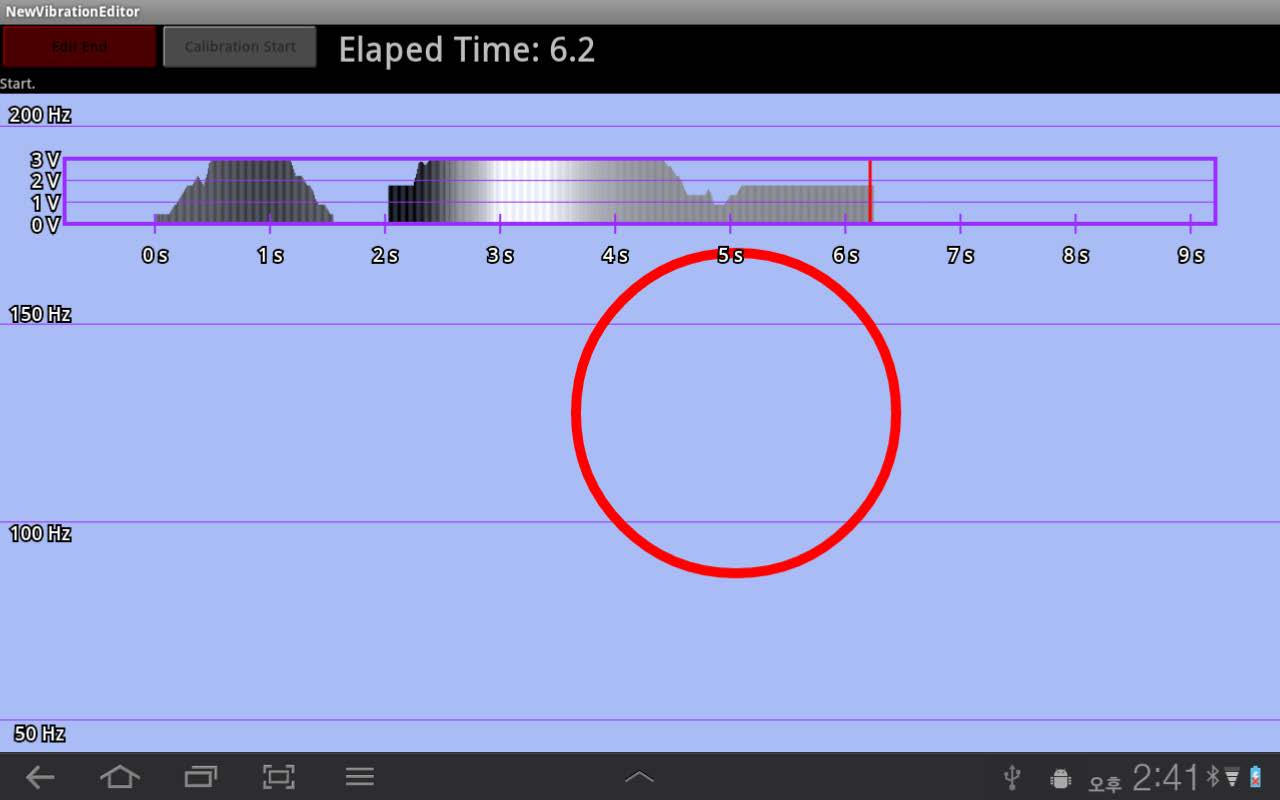 NewVibrationEditor
Edit End Calibration Start Elaped Time: 6.2
Start.
200 Hz
3 V
2 V
1 V
0 V
0 s 1 s 2 s 3 s 4 s 5 s 6 s 7 s 8 s 9 s
150 Hz
100 Hz
50 Hz
오후 2:41